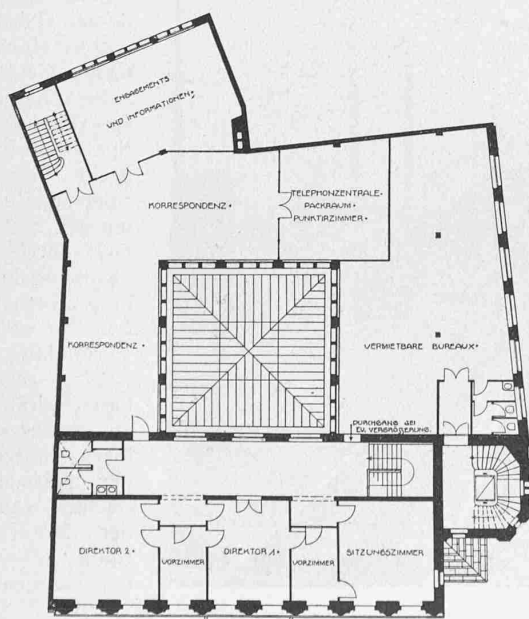 ENGAGEMENTS
UND INFORMATIONEN.
KORRESPONDENZ.
TELEPHONZENTRALE.
PACKRAUM.
PUNKTIRZIMMER.
KORRESPONDENZ.
VERMIETBARE BUREAUX.
DURCHGANG BEI
EV. VERGRÖSSERUNG.
DIREKTOR 2.
VORZIMMER
DIREKTOR 1.
VORZIMMER
SITZUNGSZIMMER